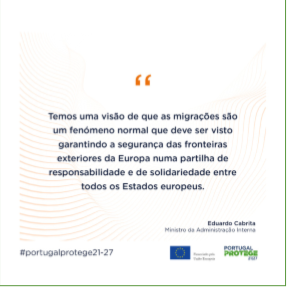 “
Temos uma visão de que as migrações são
um fenómeno normal que deve ser visto
garantindo a segurança das fronteiras
exteriores da Europa numa partilha de
responsabilidade e de solidariedade entre
todos os Estados europeus.
Eduardo Cabrita
Ministro da Administração Interna
#portugalprotege21-27
PORTUGAL
PROTEGE